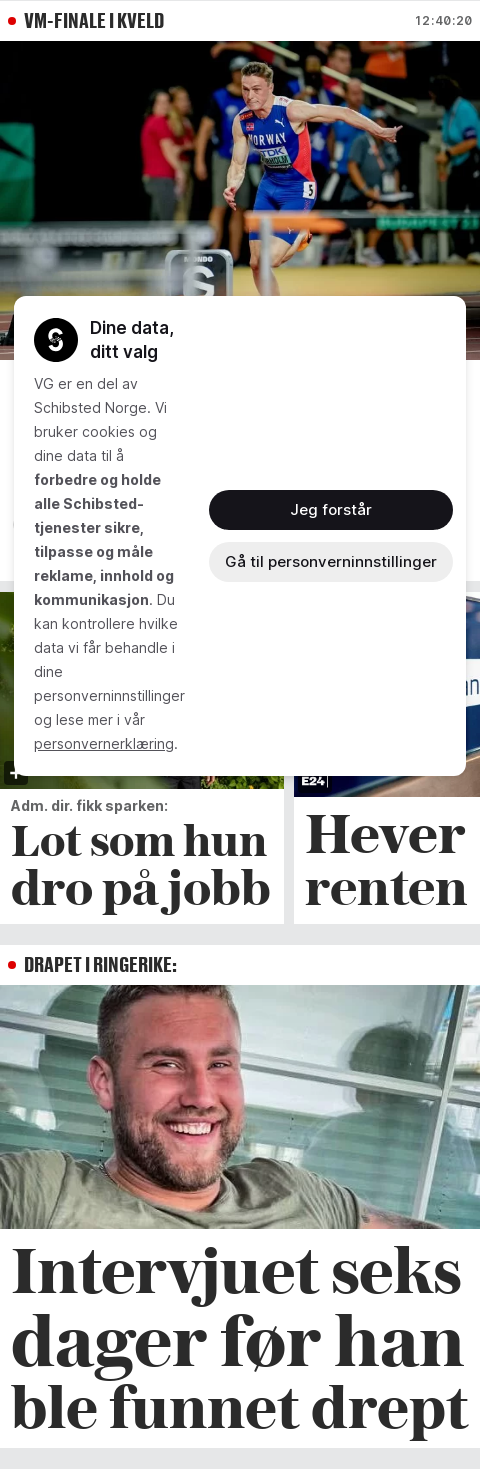 VM-FINALE I KVELD
12:40:20
NORWAY
TDK
5
MONDO
Dine data,
ditt valg
VG er en del av
Schibsted Norge. Vi
bruker cookies og
dine data til å
forbedre og holde
alle Schibsted-
tjenester sikre,
tilpasse og måle
reklame, innhold og
kommunikasjon. Du
kan kontrollere hvilke
data vi får behandle i
dine
personverninnstillinger
og lese mer i vår
personvernerklæring.
Jeg forstår
Gå til personverninnstillinger
+
E24
Adm. dir. fikk sparken:
Lot som hun
dro på jobb
Hever
renten
DRAPET I RINGERIKE:
Intervjuet seks
dager før han
ble funnet drept